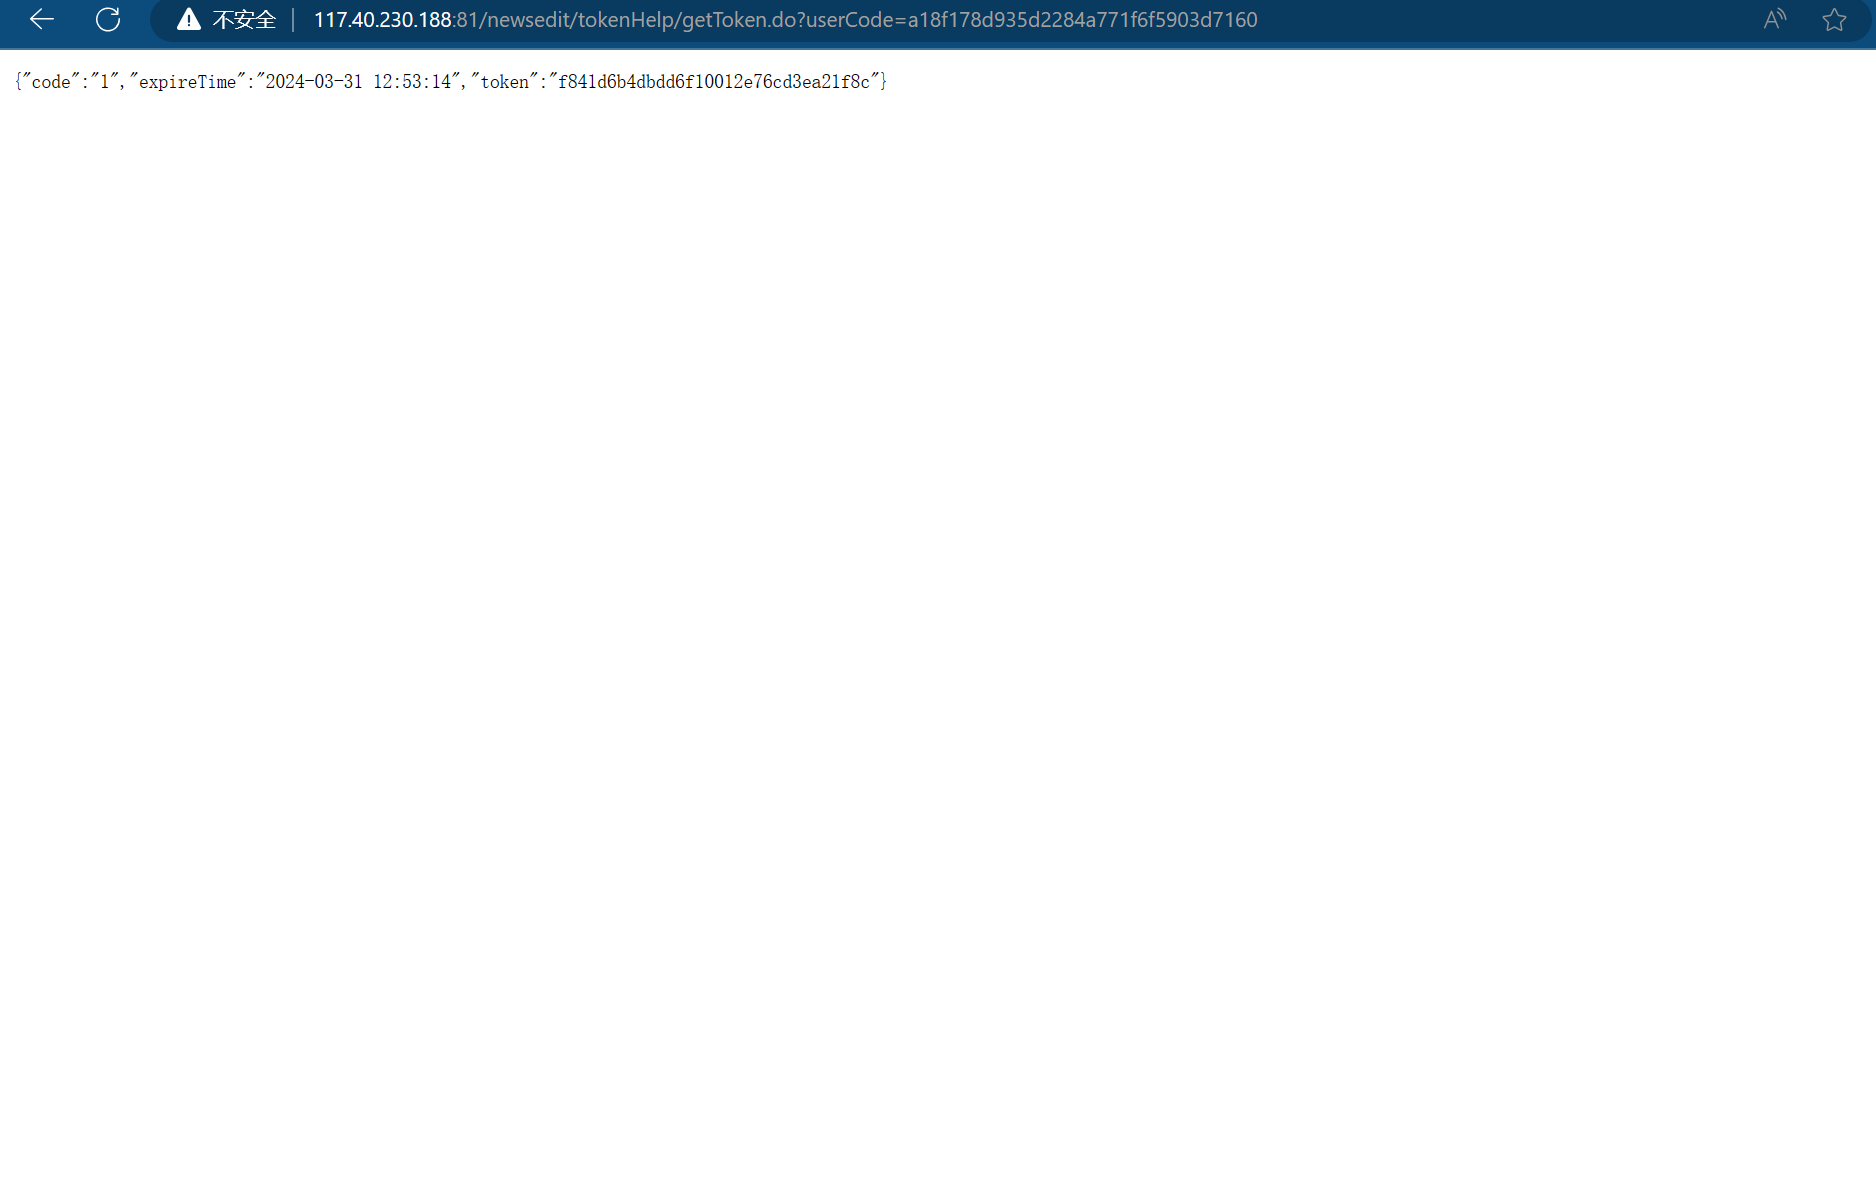 不安全 | 117.40.230.188:81/newsedit/tokenHelp/getToken.do?userCode=a18f178d935d2284a771f6f5903d7160
{"code":"1","expireTime":"2024-03-31 12:53:14","token":"f841d6b4dbdd6f10012e76cd3ea21f8c"}